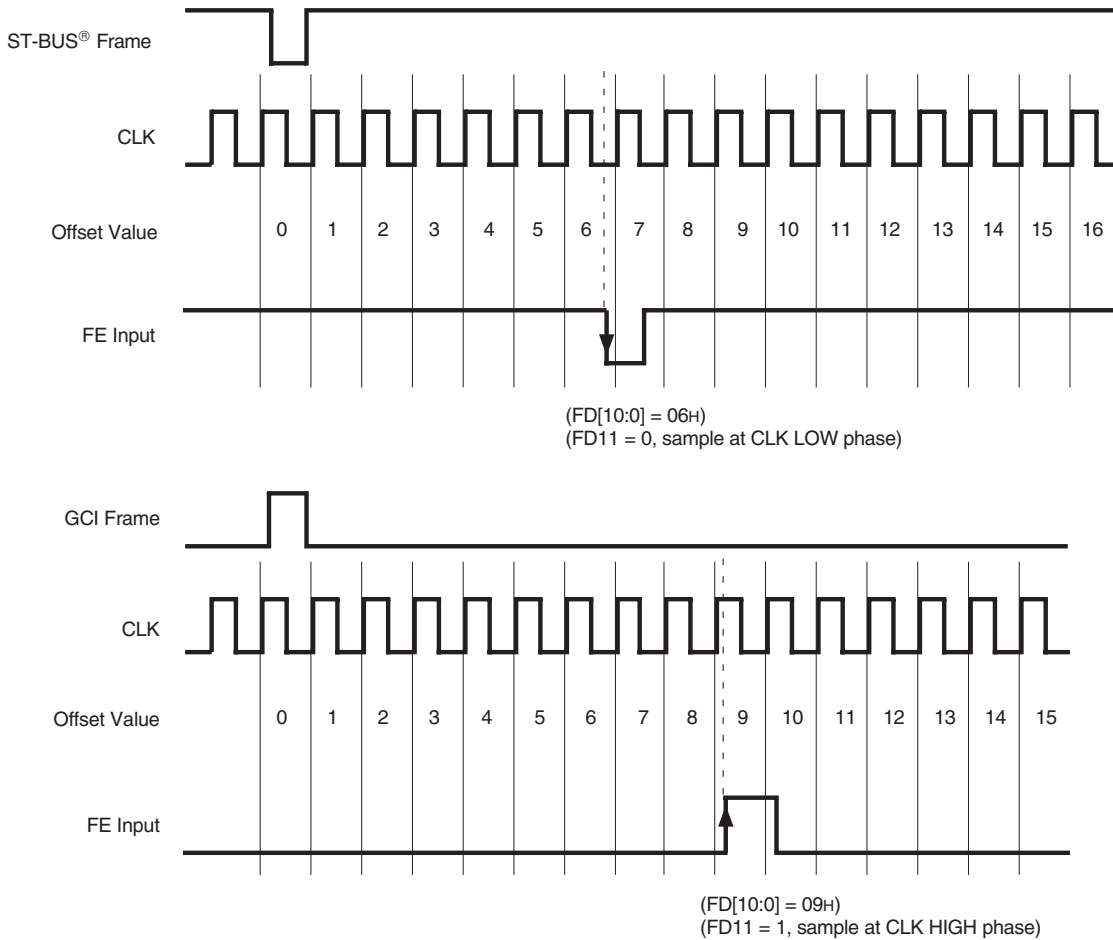 ST-BUS® Frame
CLK
Offset Value 0 1 2 3 4 5 6 7 8 9 10 11 12 13 14 15 16
FE Input
(FD[10:0] = 06H)
(FD11 = 0, sample at CLK LOW phase)
GCI Frame
CLK
Offset Value 0 1 2 3 4 5 6 7 8 9 10 11 12 13 14 15
FE Input
(FD[10:0] = 09H)
(FD11 = 1, sample at CLK HIGH phase)